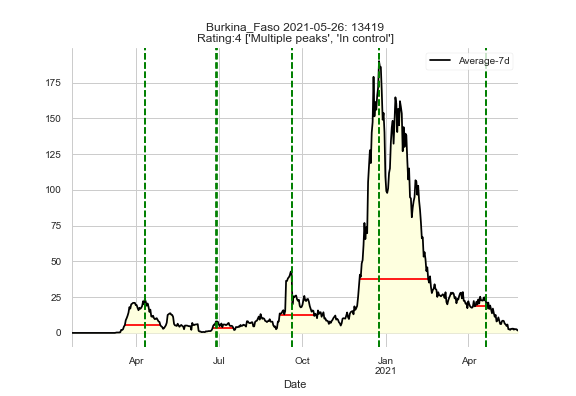 Burkina_Faso 2021-05-26: 13419
Rating:4 ['Multiple peaks', 'In control']
Average-7d
175
150
125
100
75
50
25
0
Apr
Jul
Oct
Jan
2021
Apr
Date